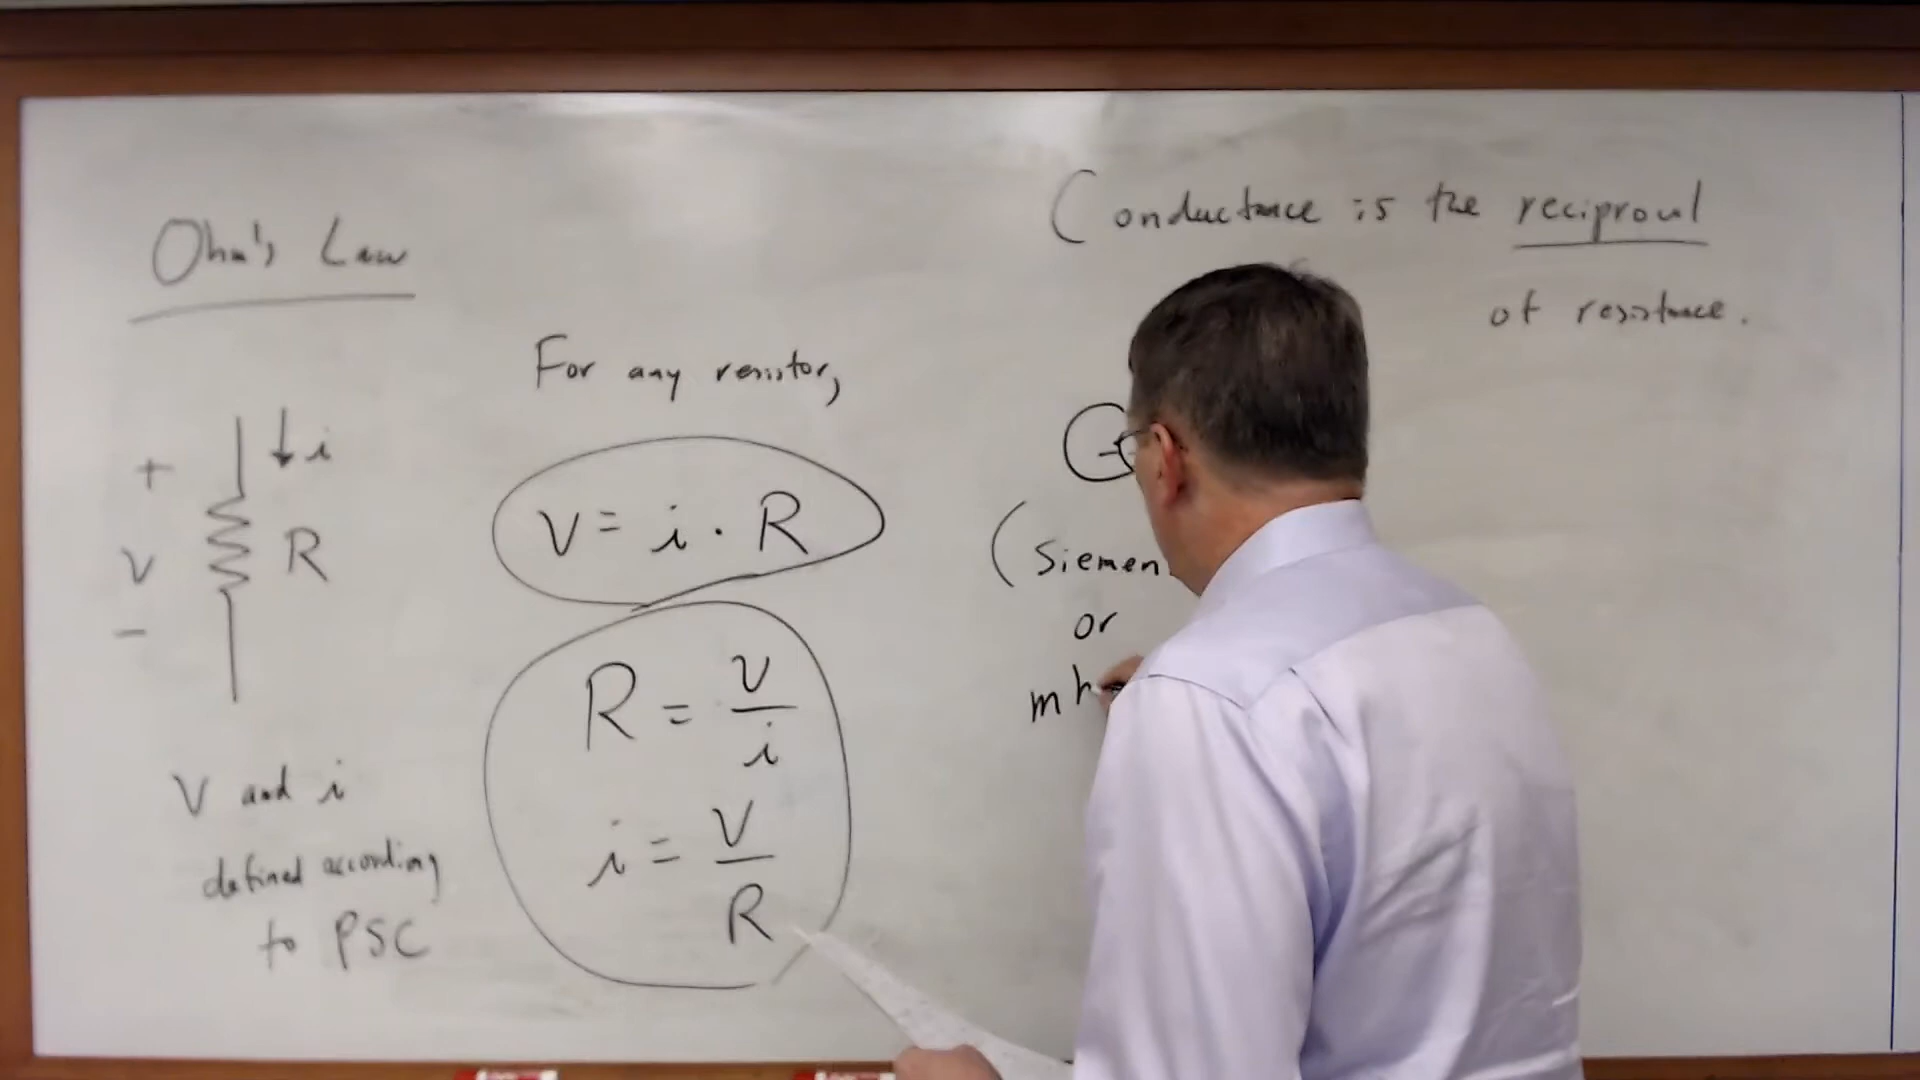 Ohm's Law
+
i
V
R
-
V and i
defined according
to PSC
For any resistor,
V = i · R
R = v/i
i = V/R
Conductance is the reciprocal
of resistance.
G
(Siemen
or
mh